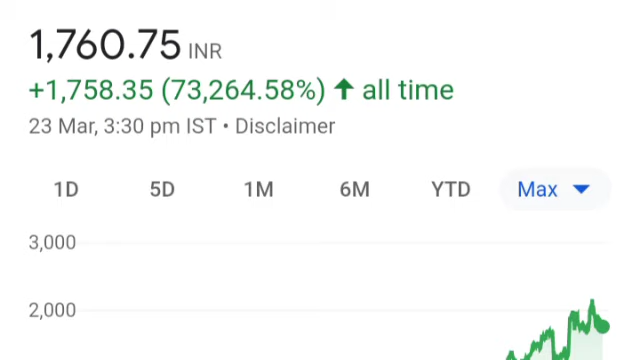 1,760.75 INR
+1,758.35 (73,264.58%) ↑ all time
23 Mar, 3:30 pm IST • Disclaimer
1D 5D 1M 6M YTD Max
3,000
2,000